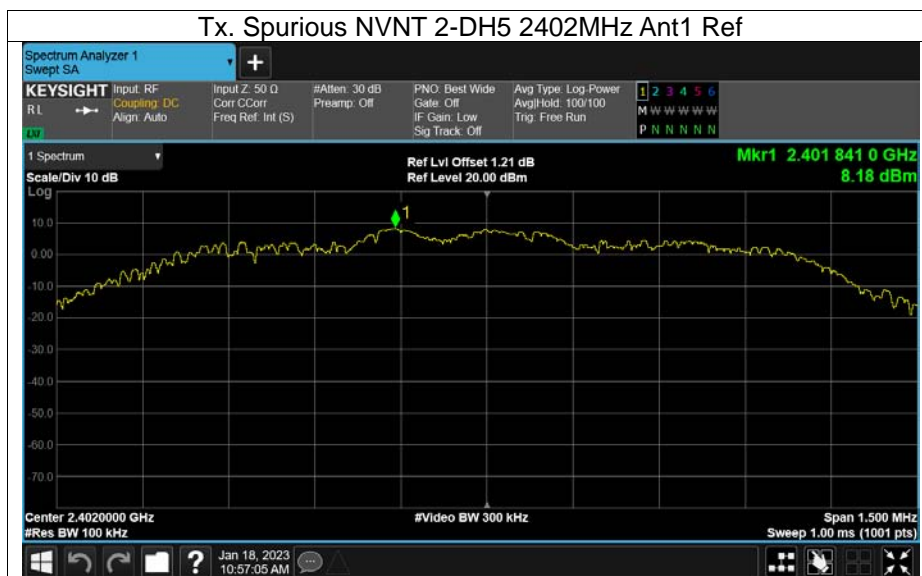 Tx. Spurious NVNT 2-DH5 2402MHz Ant1 Ref
Spectrum Analyzer 1
Swept SA
+
KEYSIGHT Input: RF Input Z: 50 Ω #Atten: 30 dB PNO: Best Wide Avg Type: Log-Power 1 2 3 4 5 6
R L Coupling: DC Corr CCorr Preamp: Off Gate: Off Avg|Hold: 100/100 M W W W W W
Align: Auto Freq Ref: Int (S) IF Gain: Low Trig: Free Run
Sig Track: Off P N N N N N
1 Spectrum
Ref Lvl Offset 1.21 dB Mkr1 2.401 841 0 GHz
Scale/Div 10 dB Ref Level 20.00 dBm 8.18 dBm
Log
1
10.0
0.00
-10.0
-20.0
-30.0
-40.0
-50.0
-60.0
-70.0
Center 2.4020000 GHz #Video BW 300 kHz Span 1.500 MHz
#Res BW 100 kHz Sweep 1.00 ms (1001 pts)
? Jan 18, 2023
10:57:05 AM